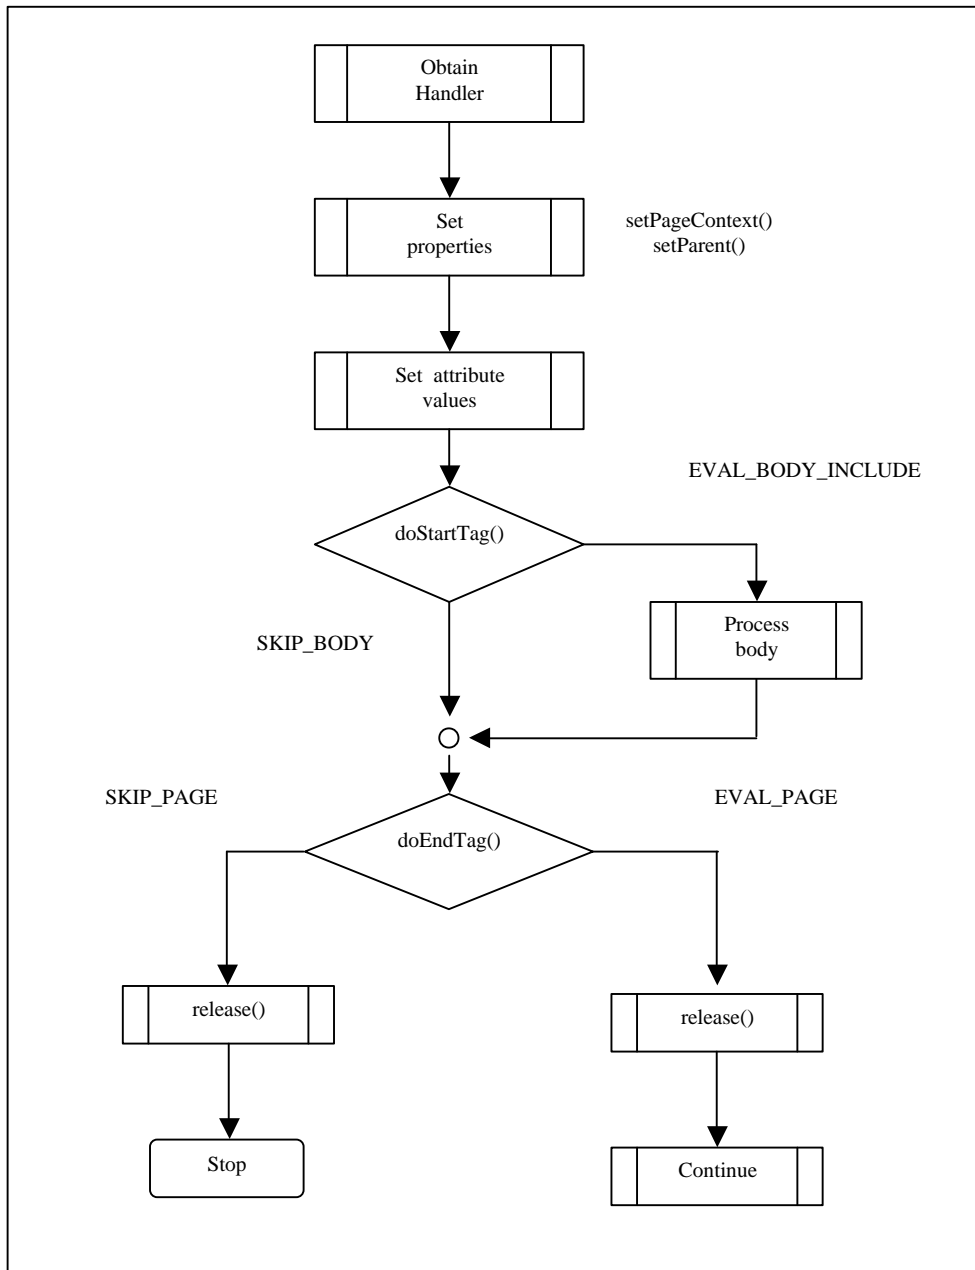 Obtain
Handler
Set
properties
setPageContext()
setParent()
Set attribute
values
EVAL_BODY_INCLUDE
doStartTag()
Process
body
SKIP_BODY
SKIP_PAGE
EVAL_PAGE
doEndTag()
release()
release()
Stop
Continue